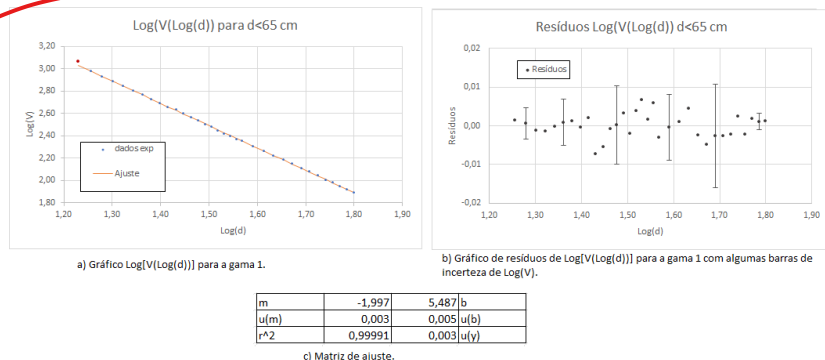 Log(V(Log(d)) para d<65 cm
3,20
3,00
2,80
2,60
2,40
2,20
2,00
1,80
Log(V)
dados exp
Ajuste
1,20 1,30 1,40 1,50 1,60 1,70 1,80 1,90
Log(d)
a) Gráfico Log[V(Log(d))] para a gama 1.
Resíduos Log(V(Log(d)) d<65 cm
0,02
0,01
0,00
-0,01
-0,02
Resíduos
Resíduos
1,20 1,30 1,40 1,50 1,60 1,70 1,80 1,90
Log(d)
b) Gráfico de resíduos de Log[V(Log(d))] para a gama 1 com algumas barras de
incerteza de Log(V).
m -1,997 5,487 b
u(m) 0,003 0,005 u(b)
r^2 0,99991 0,003 u(y)
c) Matriz de ajuste.